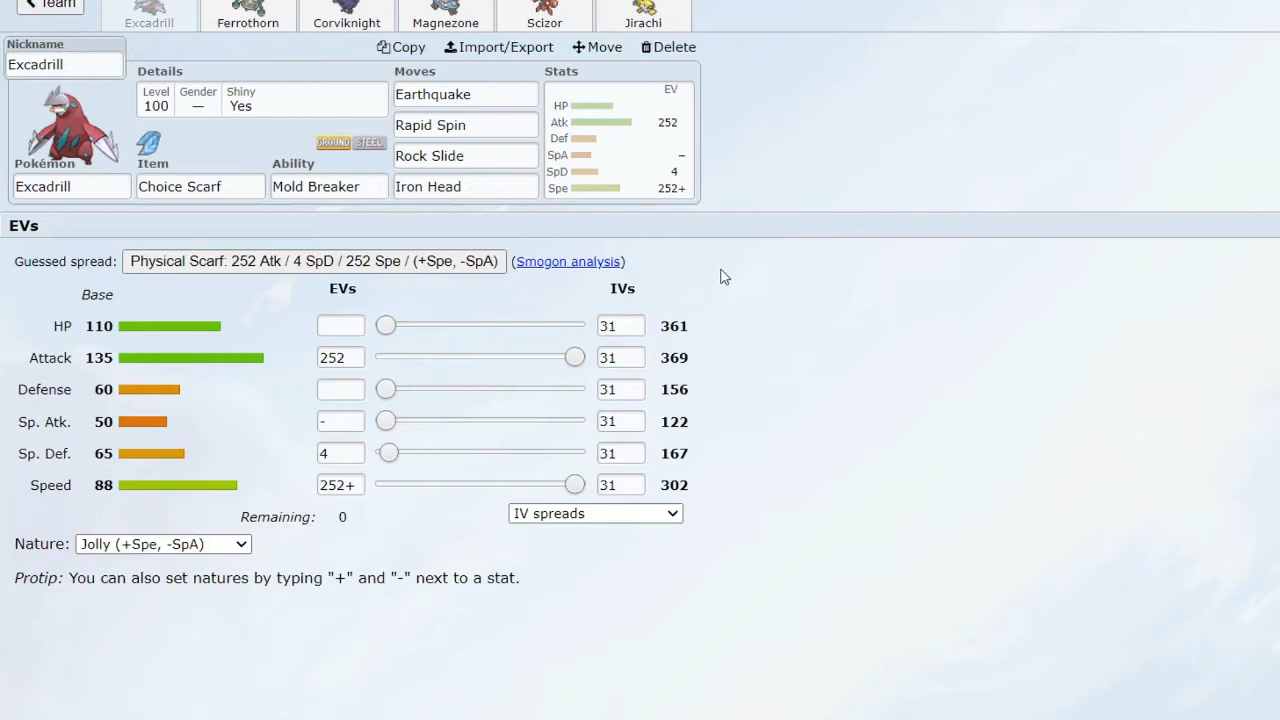 Team
Excadrill Ferrothorn Corviknight Magnezone Scizor Jirachi
Copy Import/Export Move Delete
Nickname
Excadrill
Details Moves Stats
Level Gender Shiny
100 — Yes
EV
Earthquake
HP
Rapid Spin
Atk 252
Def
GROUND STEEL
Rock Slide
SpA –
Pokémon Item Ability
SpD 4
Excadrill Choice Scarf Mold Breaker Iron Head
Spe 252+
EVs
Guessed spread: Physical Scarf: 252 Atk / 4 SpD / 252 Spe / (+Spe, -SpA) (Smogon analysis)
Base EVs IVs
HP 110 31 361
Attack 135 252 31 369
Defense 60 31 156
Sp. Atk. 50 - 31 122
Sp. Def. 65 4 31 167
Speed 88 252+ 31 302
Remaining: 0 IV spreads
Nature: Jolly (+Spe, -SpA)
Protip: You can also set natures by typing "+" and "-" next to a stat.